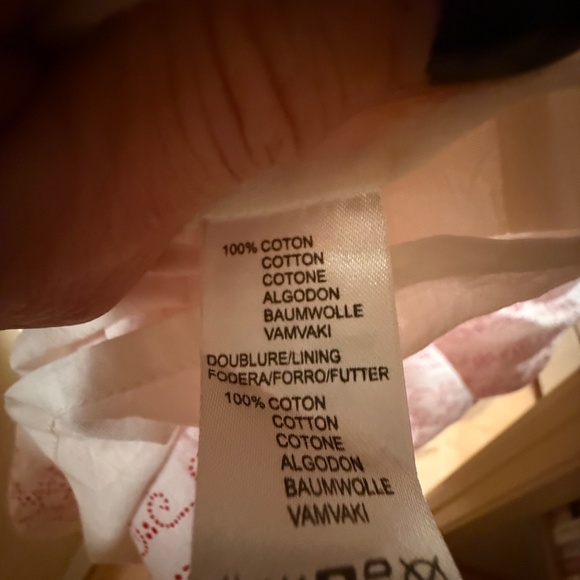 100% COTON
COTTON
COTONE
ALGODON
BAUMWOLLE
VAMVAKI
DOUBLURE/LINING
FODERA/FORRO/FUTTER
100% COTON
COTTON
COTONE
ALGODON
BAUMWOLLE
VAMVAKI